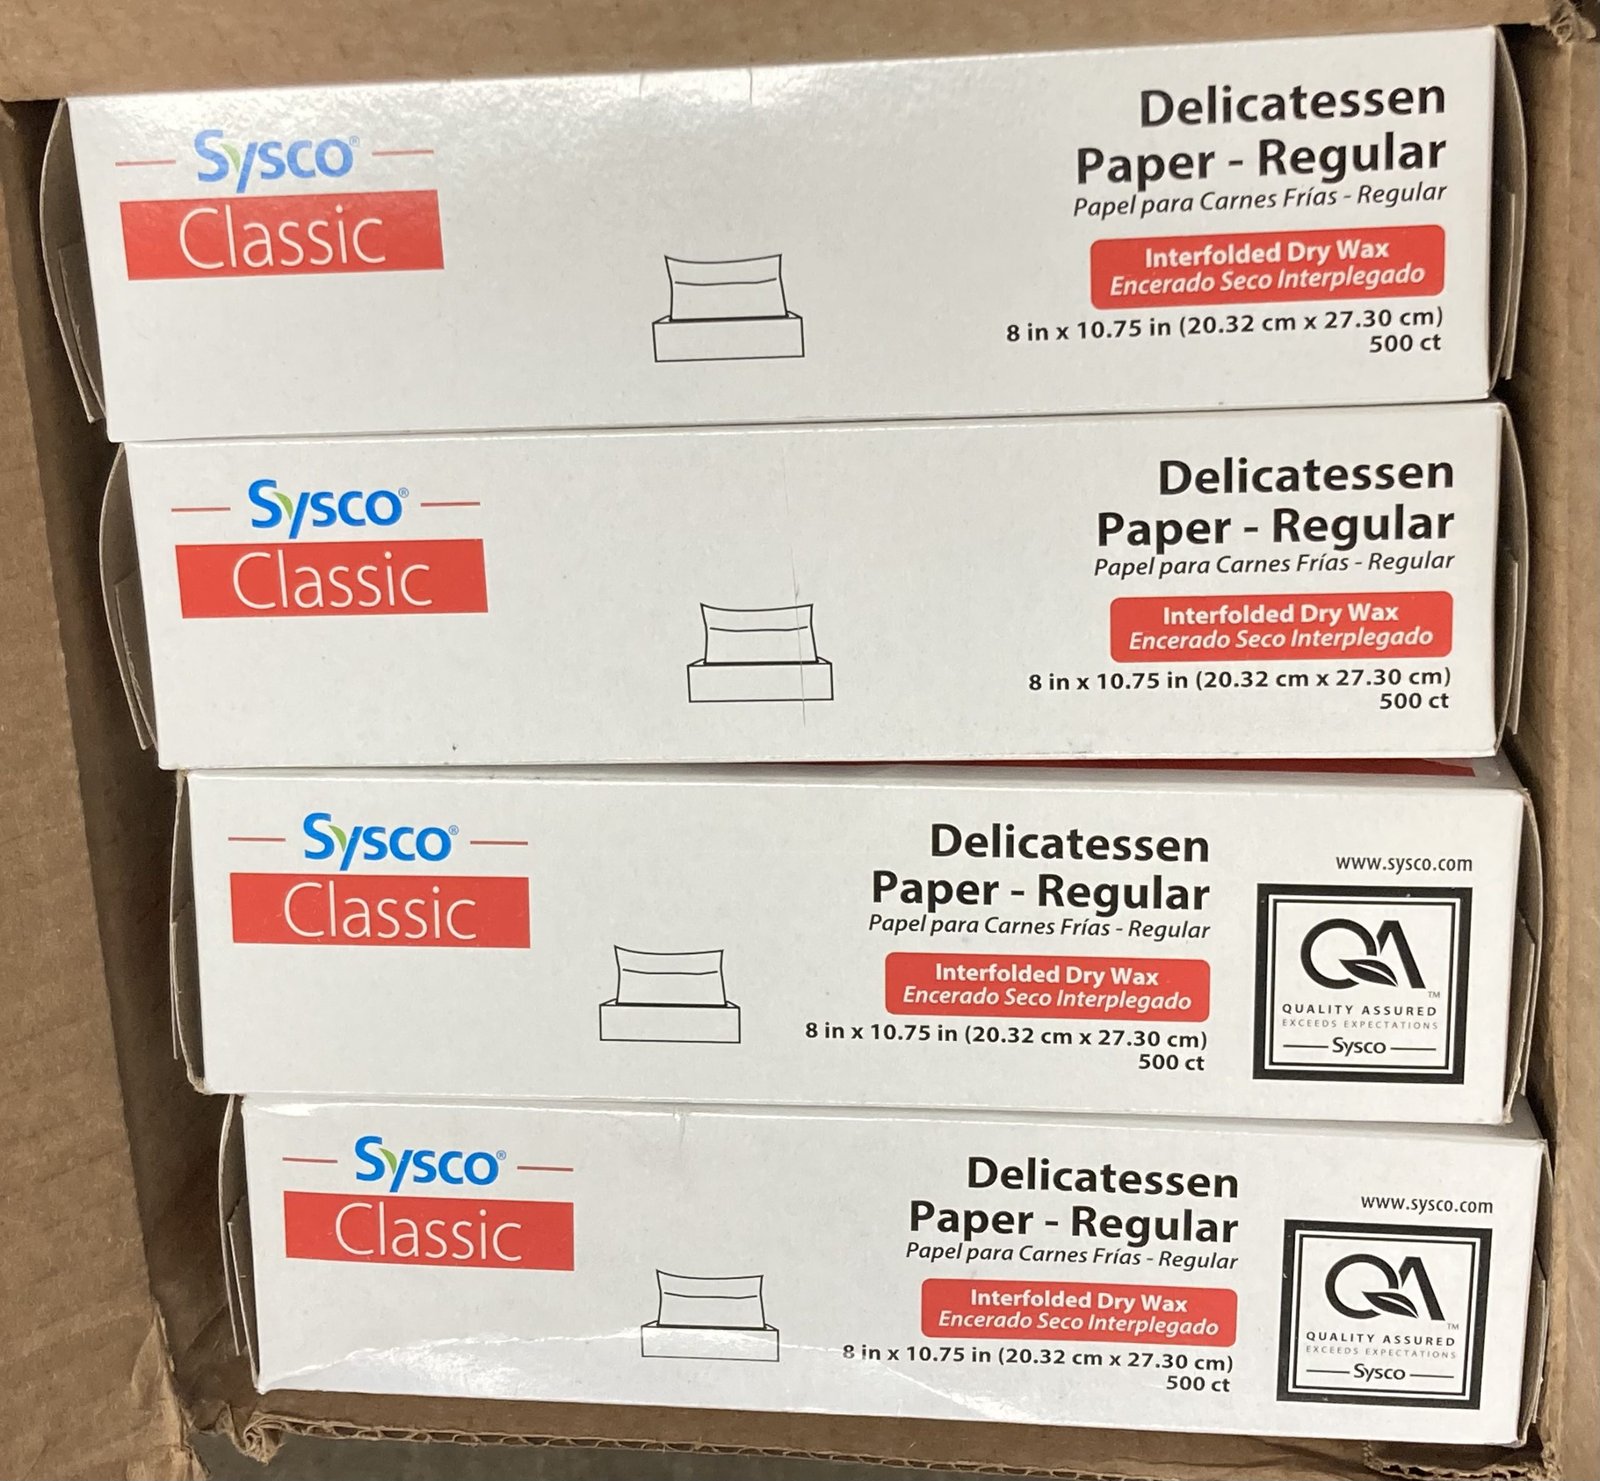 Sysco®
Classic
Delicatessen
Paper - Regular
Papel para Carnes Frías - Regular
Interfolded Dry Wax
Encerado Seco Interplegado
8 in x 10.75 in (20.32 cm x 27.30 cm)
500 ct
Sysco®
Classic
Delicatessen
Paper - Regular
Papel para Carnes Frías - Regular
Interfolded Dry Wax
Encerado Seco Interplegado
8 in x 10.75 in (20.32 cm x 27.30 cm)
500 ct
Sysco®
Classic
Delicatessen
Paper - Regular
Papel para Carnes Frías - Regular
Interfolded Dry Wax
Encerado Seco Interplegado
8 in x 10.75 in (20.32 cm x 27.30 cm)
500 ct
www.sysco.com
QA™
QUALITY ASSURED
EXCEEDS EXPECTATIONS
Sysco
Sysco®
Classic
Delicatessen
Paper - Regular
Papel para Carnes Frías - Regular
Interfolded Dry Wax
Encerado Seco Interplegado
8 in x 10.75 in (20.32 cm x 27.30 cm)
500 ct
www.sysco.com
QA™
QUALITY ASSURED
EXCEEDS EXPECTATIONS
Sysco